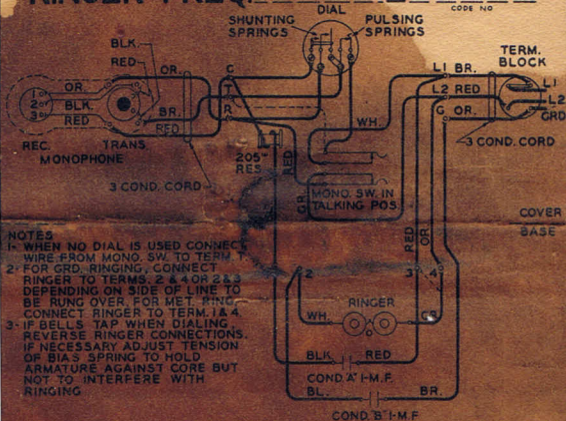 RINGER FREQ.
CODE NO
DIAL
SHUNTING
SPRINGS
PULSING
SPRINGS
BLK.
RED
OR.
G
T
R
L1 BR.
L2 RED
G OR.
TERM.
BLOCK
L1
L2
GRD
OR.
1
2
3
BLK.
RED
BR.
RED
REC.
TRANS
MONOPHONE
WH.
3 COND. CORD
205ω
RES
RED
3 COND. CORD
GR.
MONO. SW. IN
TALKING POS.
COVER
BASE
RED
OR.
NOTES
1- WHEN NO DIAL IS USED CONNECT
WIRE FROM MONO. SW. TO TERM. T.
2- FOR GRD. RINGING, CONNECT
RINGER TO TERMS. 2 & 4 OR 2 & 3
DEPENDING ON SIDE OF LINE TO
BE RUNG OVER. FOR MET. RING.
CONNECT RINGER TO TERM. 1 & 4.
3- IF BELLS TAP WHEN DIALING,
REVERSE RINGER CONNECTIONS.
IF NECESSARY ADJUST TENSION
OF BIAS SPRING TO HOLD
ARMATURE AGAINST CORE BUT
NOT TO INTERFERE WITH
RINGING
2
3
4
RINGER
WH.
GR.
BLK.
RED
COND."A" 1-M.F.
BL.
BR.
COND."B" 1-M.F.